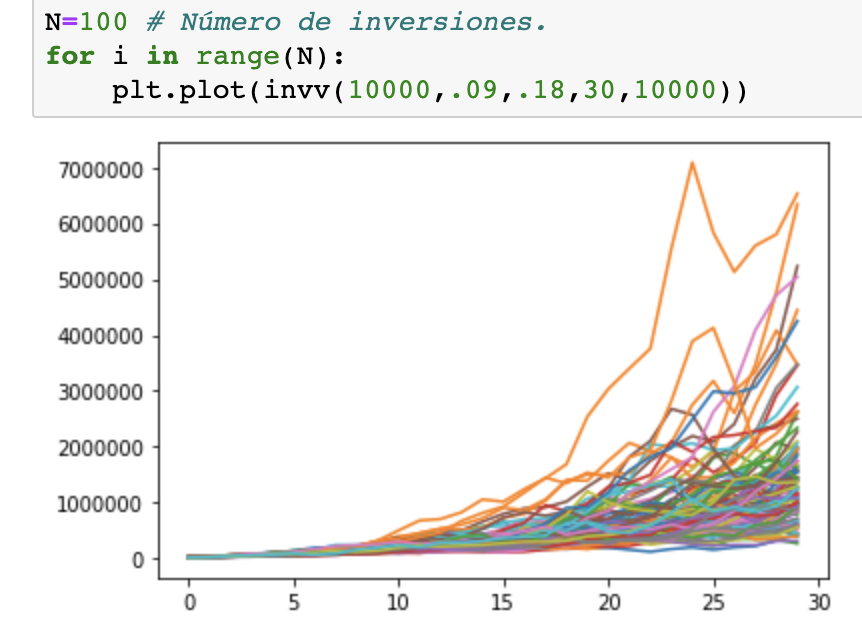 N=100 # Número de inversiones.
for i in range(N):
    plt.plot(invv(10000,.09,.18,30,10000))
7000000
6000000
5000000
4000000
3000000
2000000
1000000
0
0 5 10 15 20 25 30